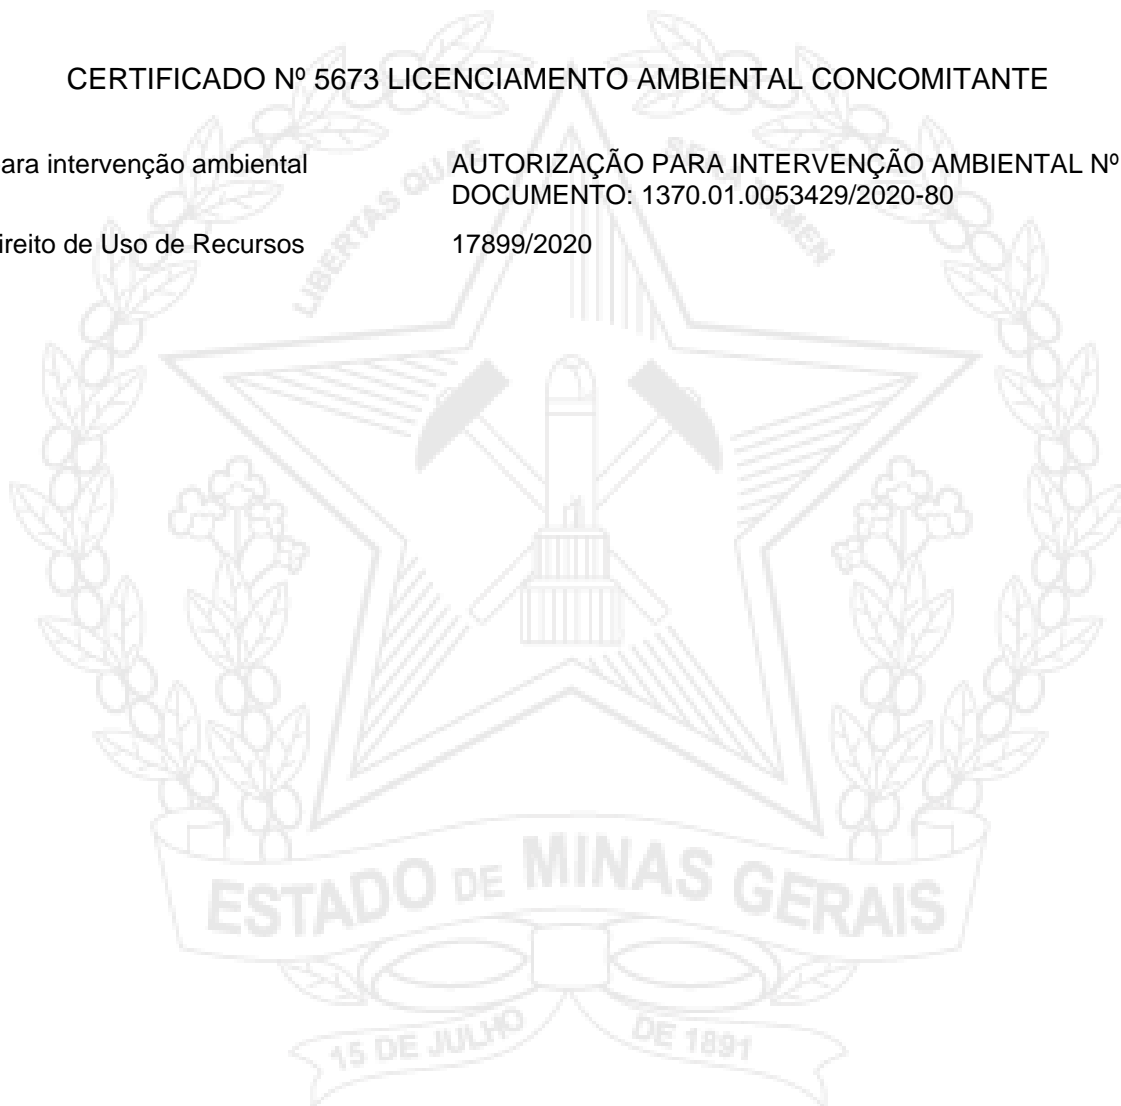 CERTIFICADO Nº 5673 LICENCIAMENTO AMBIENTAL CONCOMITANTE
ara intervenção ambiental
AUTORIZAÇÃO PARA INTERVENÇÃO AMBIENTAL Nº
DOCUMENTO: 1370.01.0053429/2020-80
ireito de Uso de Recursos
17899/2020
LIBERTAS QUAE SERA TAMEN
ESTADO DE MINAS GERAIS
15 DE JULHO DE 1891